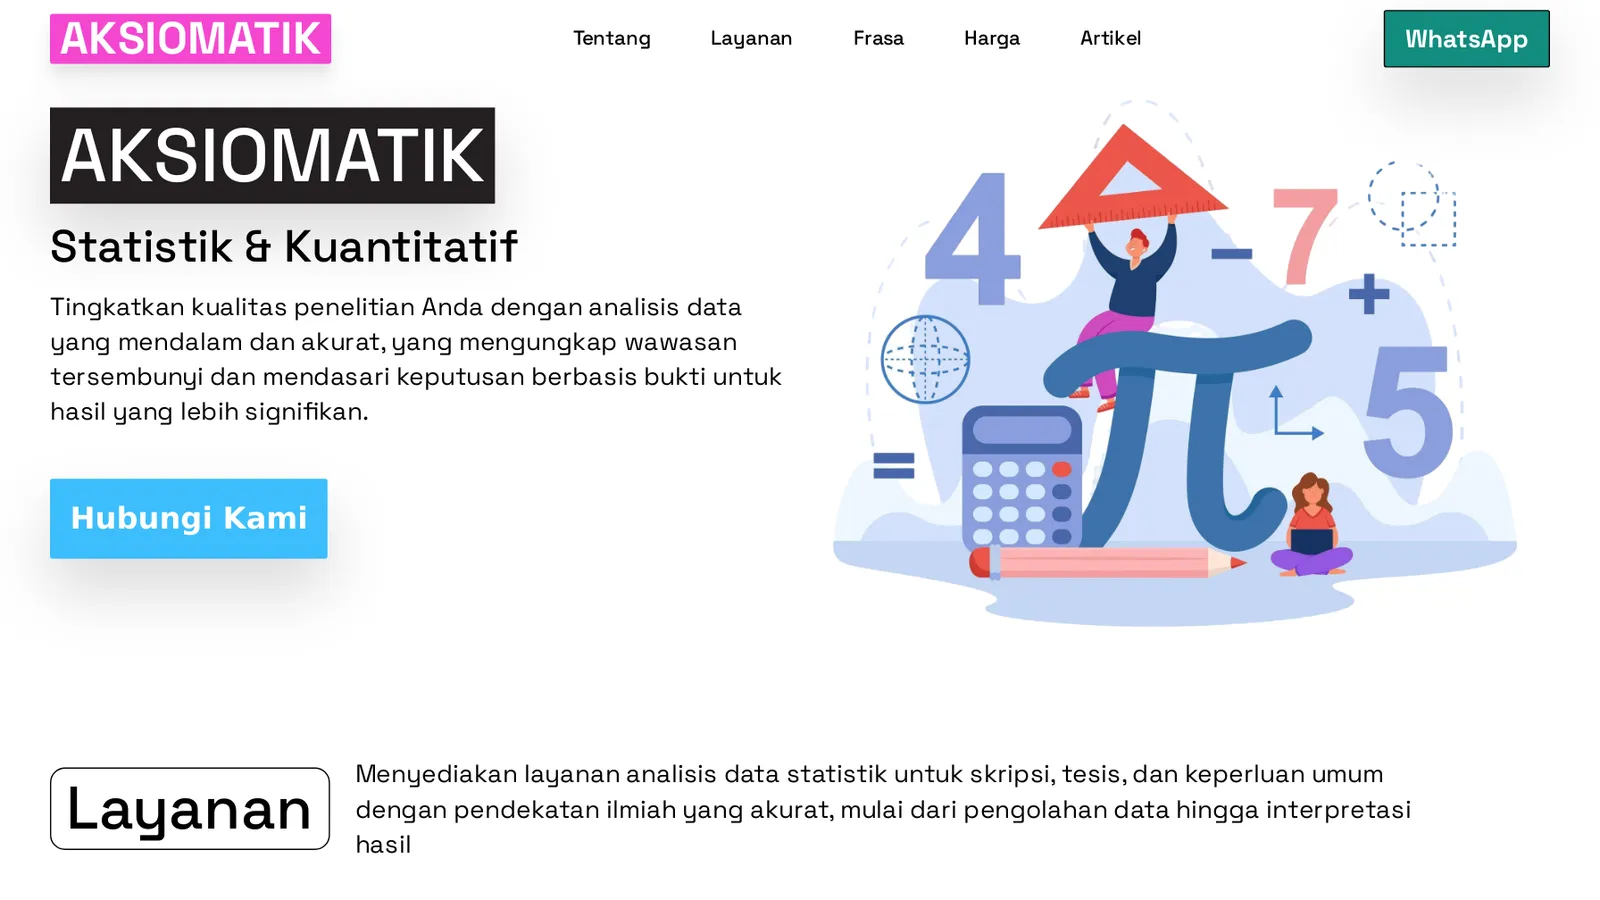 AKSIOMATIK
Tentang
Layanan
Frasa
Harga
Artikel
WhatsApp
AKSIOMATIK
Statistik & Kuantitatif
Tingkatkan kualitas penelitian Anda dengan analisis data
yang mendalam dan akurat, yang mengungkap wawasan
tersembunyi dan mendasari keputusan berbasis bukti untuk
hasil yang lebih signifikan.
Hubungi Kami
4
- 7
+
5
=
π
Layanan
Menyediakan layanan analisis data statistik untuk skripsi, tesis, dan keperluan umum
dengan pendekatan ilmiah yang akurat, mulai dari pengolahan data hingga interpretasi
hasil